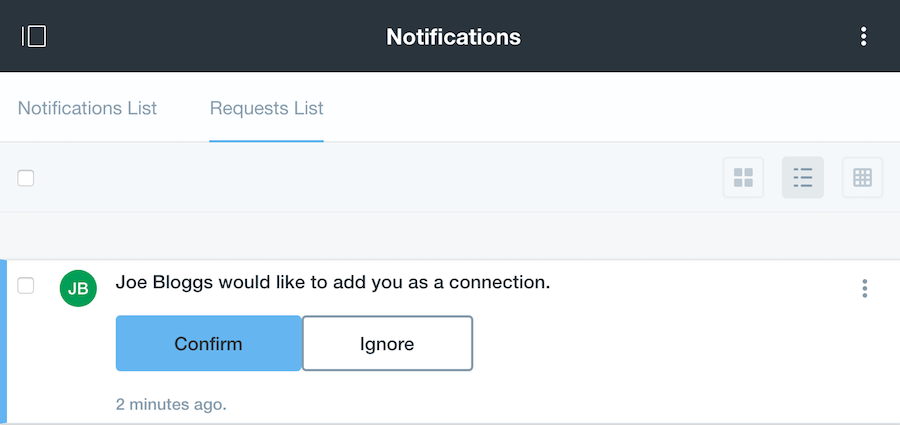 Notifications
Notifications List Requests List
JB Joe Bloggs would like to add you as a connection.
Confirm Ignore
2 minutes ago.